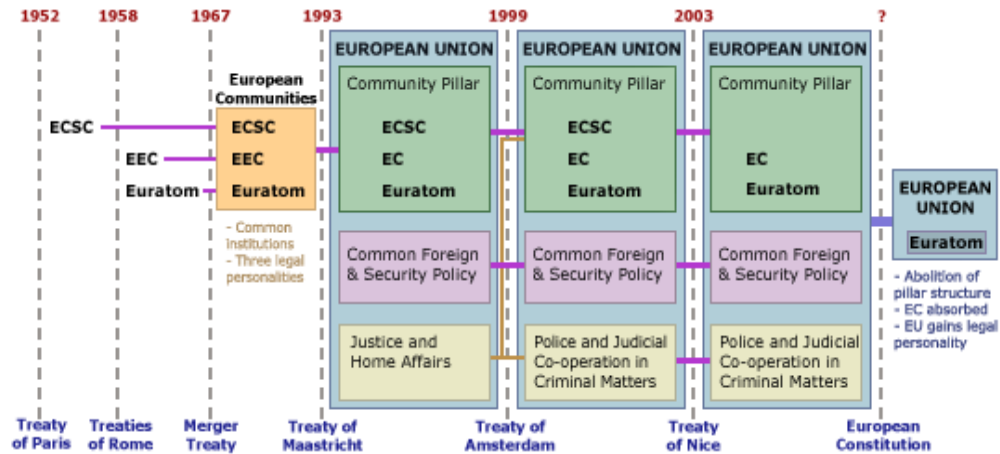 1952 1958 1967 1993 1999 2003 ?
EUROPEAN UNION
Community Pillar
ECSC
EC
Euratom
Common Foreign
& Security Policy
Justice and
Home Affairs
EUROPEAN UNION
Community Pillar
ECSC
EC
Euratom
Common Foreign
& Security Policy
Police and Judicial
Co-operation in
Criminal Matters
EUROPEAN UNION
Community Pillar
EC
Euratom
Common Foreign
& Security Policy
Police and Judicial
Co-operation in
Criminal Matters
European
Communities
ECSC
EEC
Euratom
ECSC
EEC
Euratom
- Common
institutions
- Three legal
personalities
EUROPEAN
UNION
Euratom
- Abolition of
pillar structure
- EC absorbed
- EU gains legal
personality
Treaty
of Paris
Treaties
of Rome
Merger
Treaty
Treaty of
Maastricht
Treaty of
Amsterdam
Treaty
of Nice
European
Constitution